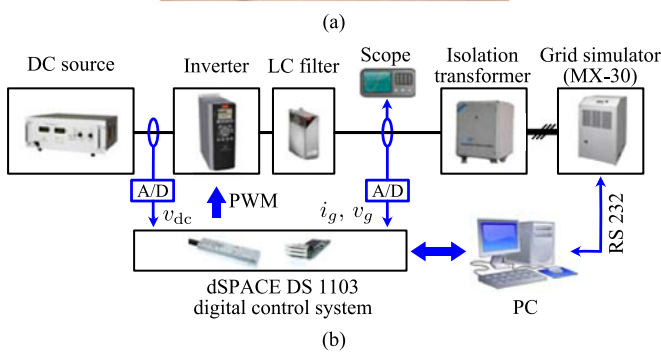 (a)
DC source
Inverter
LC filter
Scope
Isolation
transformer
Grid simulator
(MX-30)
A/D
A/D
v_dc
PWM
i_g, v_g
RS 232
dSPACE DS 1103
digital control system
PC
(b)